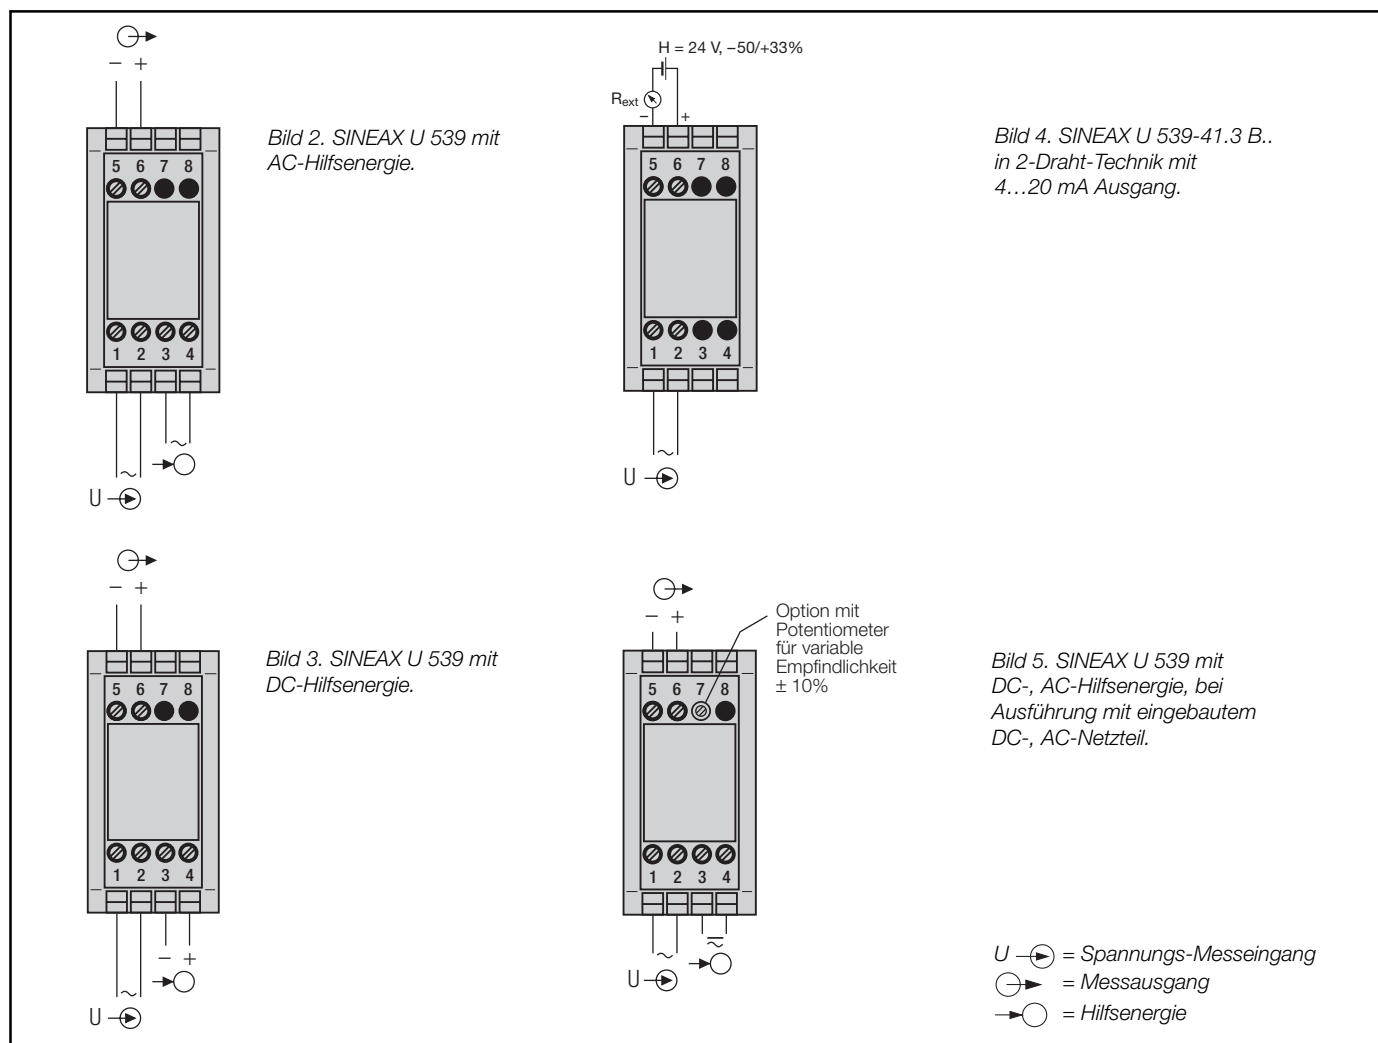 − +
5 6 7 8
1 2 3 4
~
~
U
Bild 2. SINEAX U 539 mit
AC-Hilfsenergie.
H = 24 V, −50/+33%
Rext
− +
5 6 7 8
1 2 3 4
~
U
Bild 4. SINEAX U 539-41.3 B..
in 2-Draht-Technik mit
4...20 mA Ausgang.
− +
5 6 7 8
1 2 3 4
− +
~
U
Bild 3. SINEAX U 539 mit
DC-Hilfsenergie.
− +
Option mit
Potentiometer
für variable
Empfindlichkeit
± 10%
5 6 7 8
1 2 3 4
~
U
Bild 5. SINEAX U 539 mit
DC-, AC-Hilfsenergie, bei
Ausführung mit eingebautem
DC-, AC-Netzteil.
U = Spannungs-Messeingang
= Messausgang
= Hilfsenergie